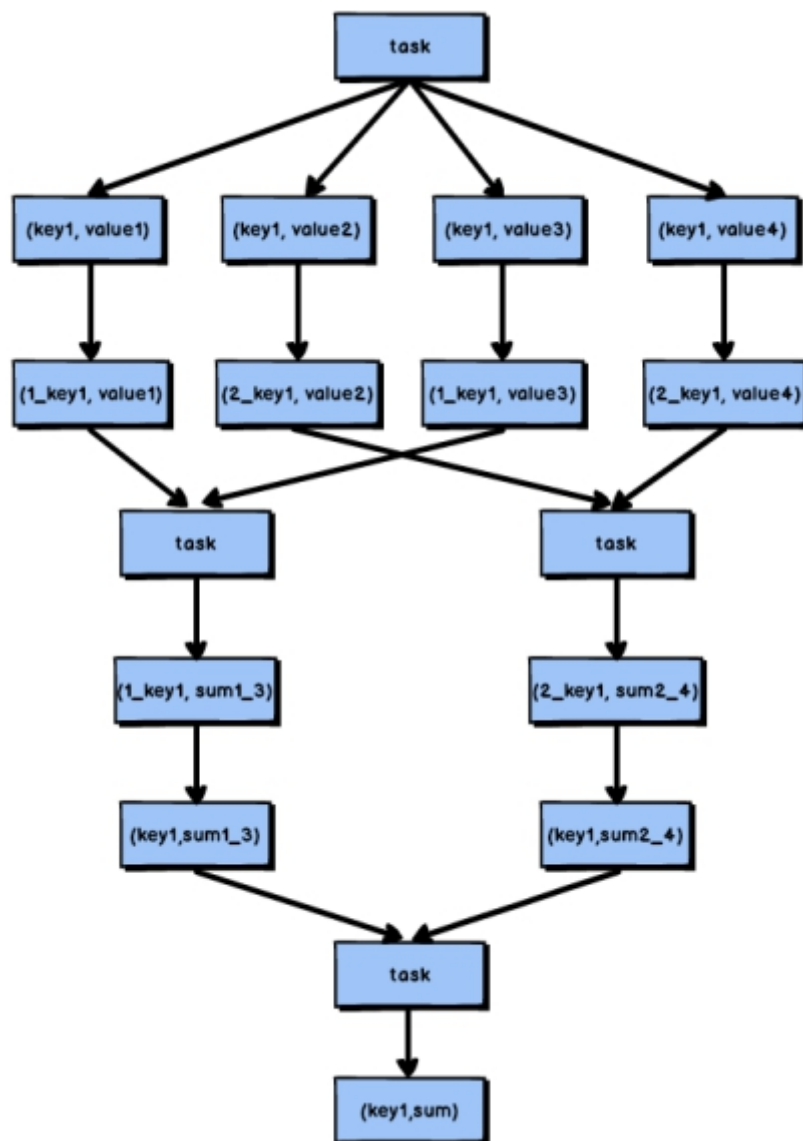 task
(key1, value1)
(key1, value2)
(key1, value3)
(key1, value4)
(1_key1, value1)
(2_key1, value2)
(1_key1, value3)
(2_key1, value4)
task
task
(1_key1, sum1_3)
(2_key1, sum2_4)
(key1,sum1_3)
(key1,sum2_4)
task
(key1,sum)